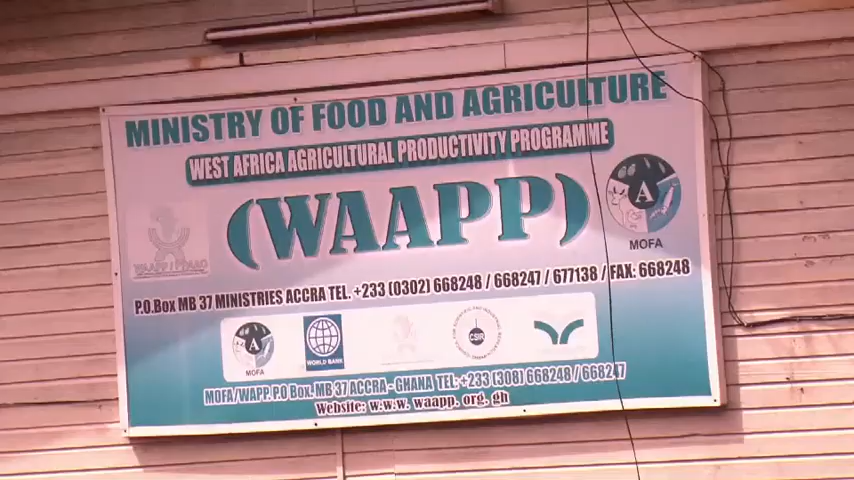 MINISTRY OF FOOD AND AGRICULTURE
WEST AFRICA AGRICULTURAL PRODUCTIVITY PROGRAMME
(WAAPP)
A
MOFA
WAAPP / PPAAO
P.O.Box MB 37 MINISTRIES ACCRA TEL. +233 (0302) 668248 / 668247 / 677138 / FAX: 668248
A
MOFA
WORLD BANK
CSIR
MOFA/WAPP.P.O Box.MB 37 ACCRA - GHANA TEL:+233 (308) 668248 / 668247
Website: w.w.w. waapp. org. gh